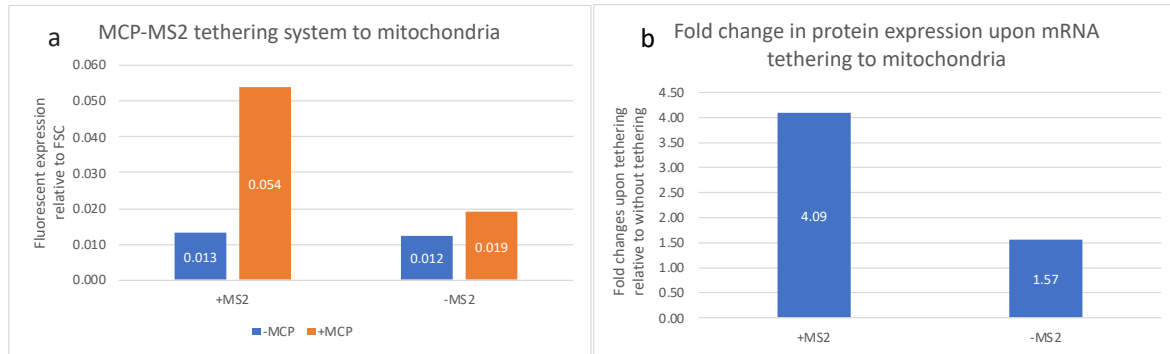 a
MCP-MS2 tethering system to mitochondria
Fluorescent expression
relative to FSC
0.060
0.050
0.040
0.030
0.020
0.010
0.000
0.013
0.054
0.012
0.019
+MS2
-MS2
-MCP
+MCP
b
Fold change in protein expression upon mRNA
tethering to mitochondria
Fold changes upon tethering
relative to without tethering
4.50
4.00
3.50
3.00
2.50
2.00
1.50
1.00
0.50
0.00
4.09
1.57
+MS2
-MS2